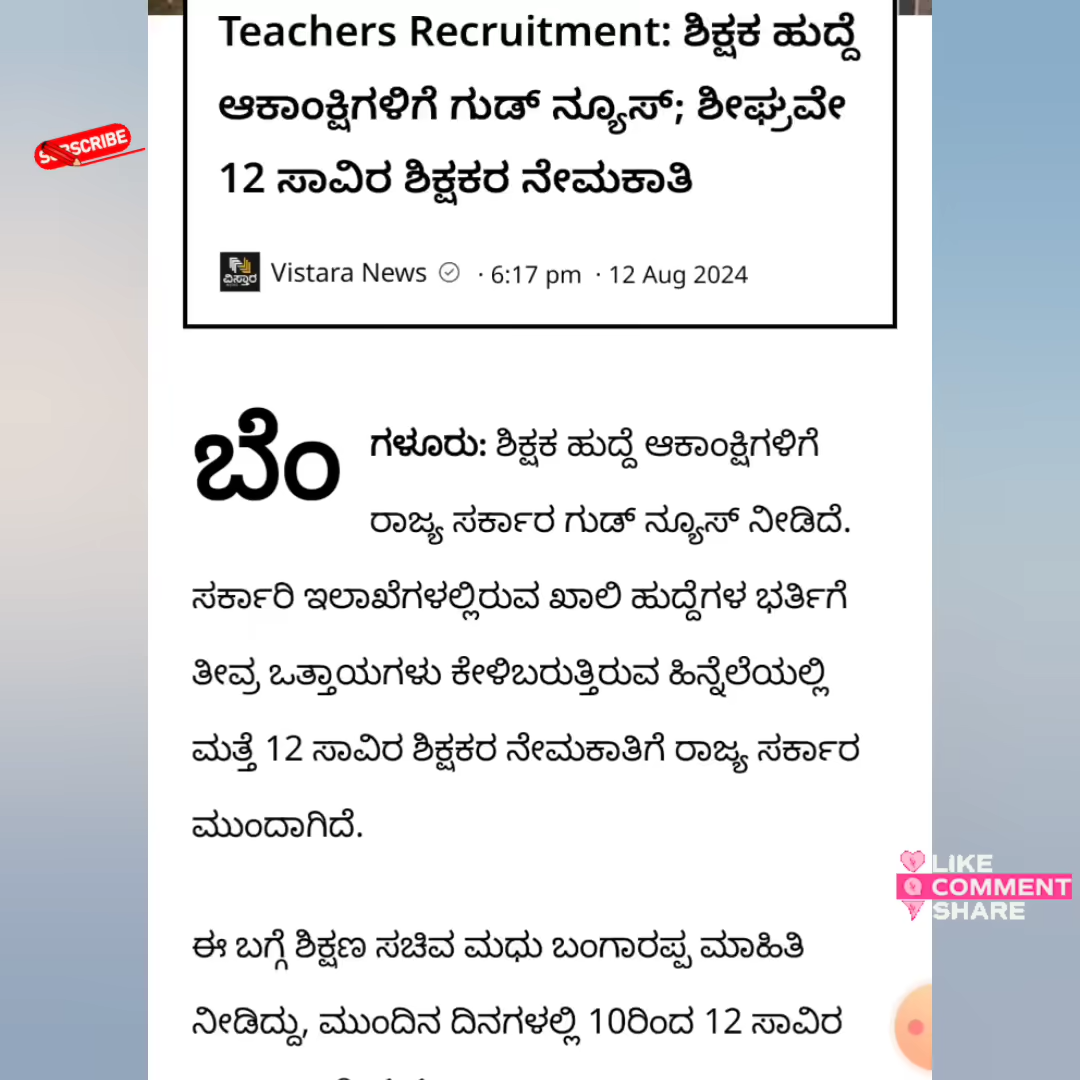 Teachers Recruitment: ಶಿಕ್ಷಕ ಹುದ್ದೆ
ಆಕಾಂಕ್ಷಿಗಳಿಗೆ ಗುಡ್ ನ್ಯೂಸ್; ಶೀಘ್ರವೇ
12 ಸಾವಿರ ಶಿಕ್ಷಕರ ನೇಮಕಾತಿ
SUBSCRIBE
ವಿಸ್ತಾರ
Vistara News · 6:17 pm · 12 Aug 2024
ಬೆಂಗಳೂರು: ಶಿಕ್ಷಕ ಹುದ್ದೆ ಆಕಾಂಕ್ಷಿಗಳಿಗೆ
ರಾಜ್ಯ ಸರ್ಕಾರ ಗುಡ್ ನ್ಯೂಸ್ ನೀಡಿದೆ.
ಸರ್ಕಾರಿ ಇಲಾಖೆಗಳಲ್ಲಿರುವ ಖಾಲಿ ಹುದ್ದೆಗಳ ಭರ್ತಿಗೆ
ತೀವ್ರ ಒತ್ತಾಯಗಳು ಕೇಳಿಬರುತ್ತಿರುವ ಹಿನ್ನೆಲೆಯಲ್ಲಿ
ಮತ್ತೆ 12 ಸಾವಿರ ಶಿಕ್ಷಕರ ನೇಮಕಾತಿಗೆ ರಾಜ್ಯ ಸರ್ಕಾರ
ಮುಂದಾಗಿದೆ.
LIKE
COMMENT
SHARE
ಈ ಬಗ್ಗೆ ಶಿಕ್ಷಣ ಸಚಿವ ಮಧು ಬಂಗಾರಪ್ಪ ಮಾಹಿತಿ
ನೀಡಿದ್ದು, ಮುಂದಿನ ದಿನಗಳಲ್ಲಿ 10ರಿಂದ 12 ಸಾವಿರ